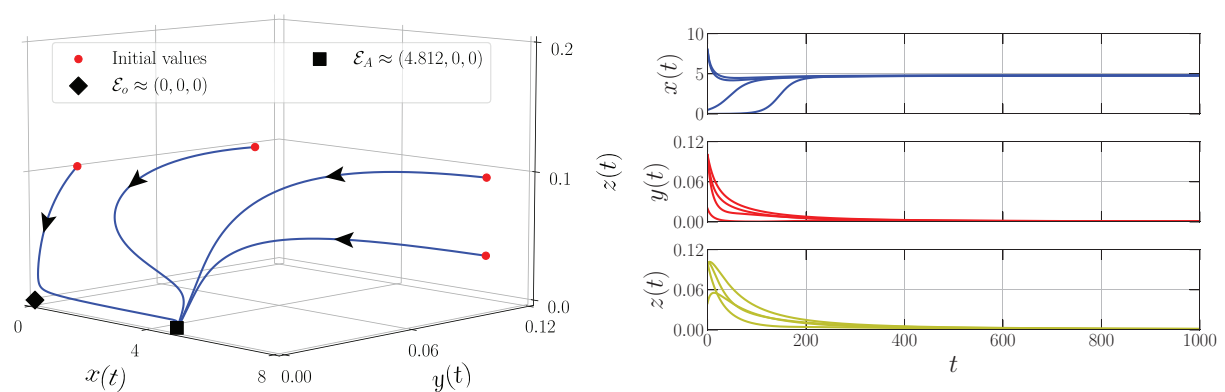 Initial values
ℰₒ ≈ (0, 0, 0)
ℰ_A ≈ (4.812, 0, 0)
0.2
0.1
0.0
z(t)
0
4
8
x(t)
0.00
0.06
0.12
y(t)
10
5
0
x(t)
0.12
0.06
0.00
y(t)
0.12
0.06
0.00
z(t)
0
200
400
600
800
1000
t